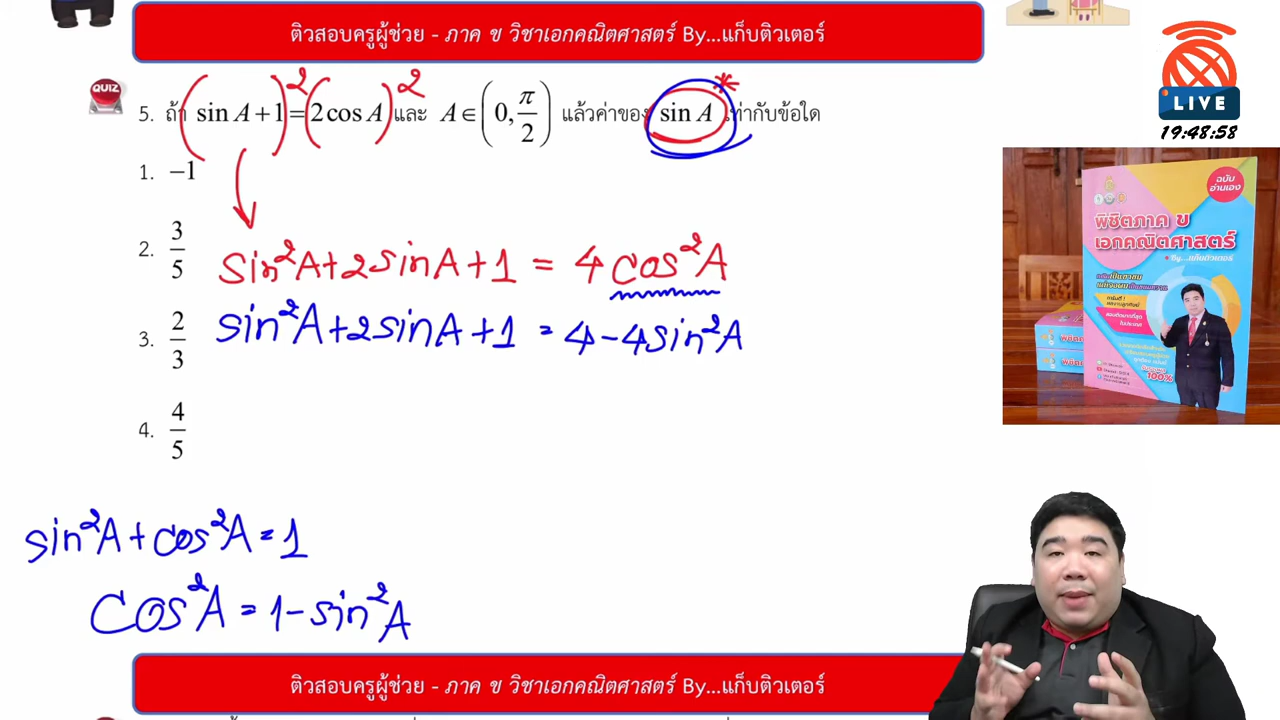 ติวสอบครูผู้ช่วย - ภาค ข วิชาเอกคณิตศาสตร์ By...แก็บติวเตอร์
LIVE
19:48:58
QUIZ
5. ถ้า (sin A + 1)² = (2cos A)² และ A ∈ (0, π/2) แล้วค่าของ sin A * เท่ากับข้อใด
1. −1
2. 3/5
sin²A + 2sinA + 1 = 4cos²A
3. 2/3
sin²A + 2sinA + 1 = 4 − 4sin²A
4. 4/5
sin²A + cos²A = 1
cos²A = 1 − sin²A
ฉบับ
อ่านเอง
พิชิตภาค ข
เอกคณิตศาสตร์
100%
ติวสอบครูผู้ช่วย - ภาค ข วิชาเอกคณิตศาสตร์ By...แก็บติวเตอร์